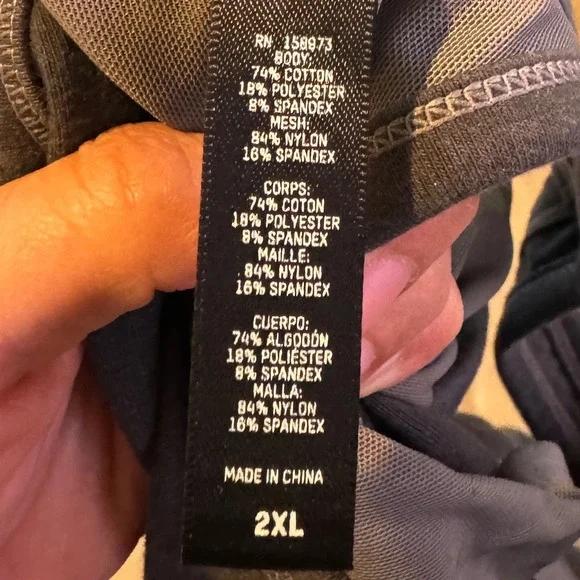 RN 158973
BODY:
74% COTTON
18% POLYESTER
8% SPANDEX
MESH:
84% NYLON
16% SPANDEX
CORPS:
74% COTON
18% POLYESTER
8% SPANDEX
MAILLE:
84% NYLON
16% SPANDEX
CUERPO:
74% ALGODÓN
18% POLIÉSTER
8% SPANDEX
MALLA:
84% NYLON
16% SPANDEX
MADE IN CHINA
2XL